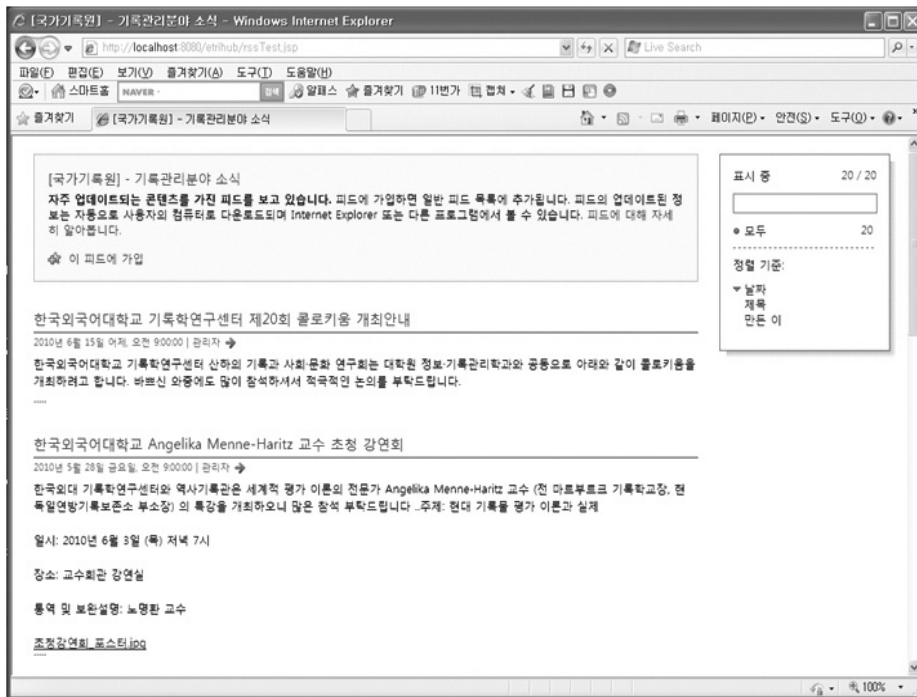 [국가기록원] - 기록관리분야 소식 - Windows Internet Explorer
http://localhost:8080/etrihub/rssTest.jsp
Live Search
파일(F) 편집(E) 보기(V) 즐겨찾기(A) 도구(T) 도움말(H)
스마트홈 NAVER 검색 알패스 즐겨찾기 11번가 캡쳐
즐겨찾기 [국가기록원] - 기록관리분야 소식 페이지(P) 안전(S) 도구(O)
[국가기록원] - 기록관리분야 소식
자주 업데이트되는 콘텐츠를 가진 피드를 보고 있습니다. 피드에 가입하면 일반 피드 목록에 추가됩니다. 피드의 업데이트된 정
보는 자동으로 사용자의 컴퓨터로 다운로드되며 Internet Explorer 또는 다른 프로그램에서 볼 수 있습니다. 피드에 대해 자세
히 알아봅니다.
이 피드에 가입
표시 중 20 / 20
모두 20
정렬 기준:
날짜
제목
만든 이
한국외국어대학교 기록학연구센터 제20회 콜로키움 개최안내
2010년 6월 15일 어제, 오전 9:00:00 | 관리자
한국외국어대학교 기록학연구센터 산하의 기록과 사회·문화 연구회는 대학원 정보·기록관리학과와 공동으로 아래와 같이 콜로키움을
개최하려고 합니다. 바쁘신 와중에도 많이 참석하셔서 적극적인 논의를 부탁드립니다.
.....
한국외국어대학교 Angelika Menne-Haritz 교수 초청 강연회
2010년 5월 28일 금요일, 오전 9:00:00 | 관리자
한국외대 기록학연구센터와 역사기록관은 세계적 평가 이론의 전문가 Angelika Menne-Haritz 교수 (전 마르부르크 기록학교장, 현
독일연방기록보존소 부소장) 의 특강을 개최하오니 많은 참석 부탁드립니다 ..주제: 현대 기록물 평가 이론과 실제
일시: 2010년 6월 3일 (목) 저녁 7시
장소: 교수회관 강연실
통역 및 보완설명: 노명환 교수
초청강연회_포스터.jpg
.....
100%